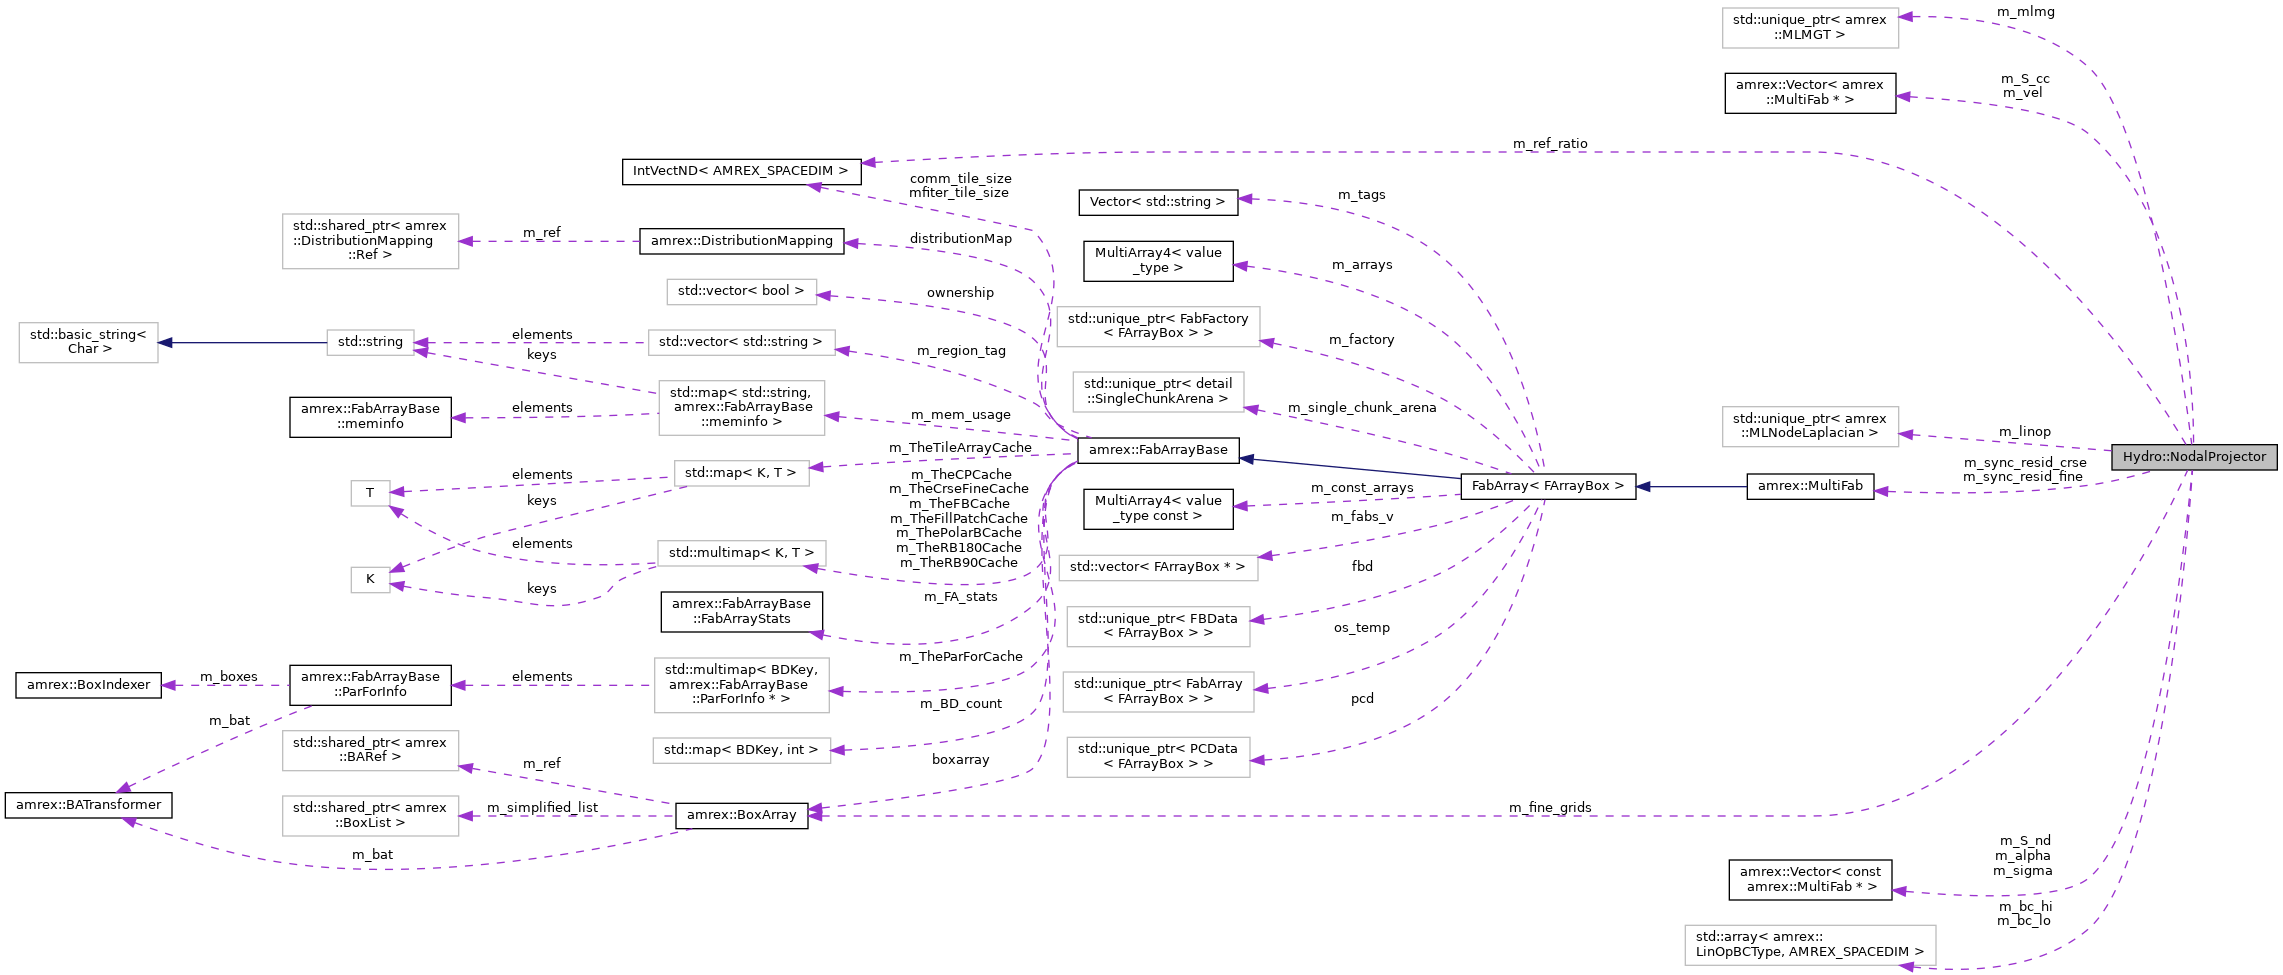 m_mlmg
std::unique_ptr< amrex
::MLMGT >
m_S_cc
m_vel
amrex::Vector< amrex
::MultiFab * >
m_ref_ratio
IntVectND< AMREX_SPACEDIM >
comm_tile_size
mfiter_tile_size
m_tags
Vector< std::string >
std::shared_ptr< amrex
::DistributionMapping
::Ref >
m_ref
amrex::DistributionMapping
distributionMap
MultiArray4< value
_type >
m_arrays
std::vector< bool >
ownership
std::unique_ptr< FabFactory
< FArrayBox > >
m_factory
std::basic_string<
Char >
std::string
elements
keys
std::vector< std::string >
m_region_tag
std::unique_ptr< detail
::SingleChunkArena >
m_single_chunk_arena
amrex::FabArrayBase
::meminfo
elements
std::map< std::string,
amrex::FabArrayBase
::meminfo >
m_mem_usage
std::unique_ptr< amrex
::MLNodeLaplacian >
m_linop
amrex::FabArrayBase
Hydro::NodalProjector
m_TheTileArrayCache
std::map< K, T >
elements
keys
T
m_TheCPCache
m_TheCrseFineCache
m_TheFBCache
m_TheFillPatchCache
m_ThePolarBCache
m_TheRB180Cache
m_TheRB90Cache
FabArray< FArrayBox >
amrex::MultiFab
m_sync_resid_crse
m_sync_resid_fine
MultiArray4< value
_type const >
m_const_arrays
m_fabs_v
std::vector< FArrayBox * >
elements
std::multimap< K, T >
K
keys
fbd
amrex::FabArrayBase
::FabArrayStats
m_FA_stats
std::unique_ptr< FBData
< FArrayBox > >
os_temp
amrex::BoxIndexer
m_boxes
amrex::FabArrayBase
::ParForInfo
elements
std::multimap< BDKey,
amrex::FabArrayBase
::ParForInfo * >
m_TheParForCache
std::unique_ptr< FabArray
< FArrayBox > >
pcd
m_bat
m_BD_count
std::shared_ptr< amrex
::BARef >
m_ref
std::map< BDKey, int >
boxarray
std::unique_ptr< PCData
< FArrayBox > >
amrex::BATransformer
std::shared_ptr< amrex
::BoxList >
m_simplified_list
amrex::BoxArray
m_fine_grids
m_bat
m_S_nd
m_alpha
m_sigma
amrex::Vector< const
amrex::MultiFab * >
m_bc_hi
m_bc_lo
std::array< amrex::
LinOpBCType, AMREX_SPACEDIM >